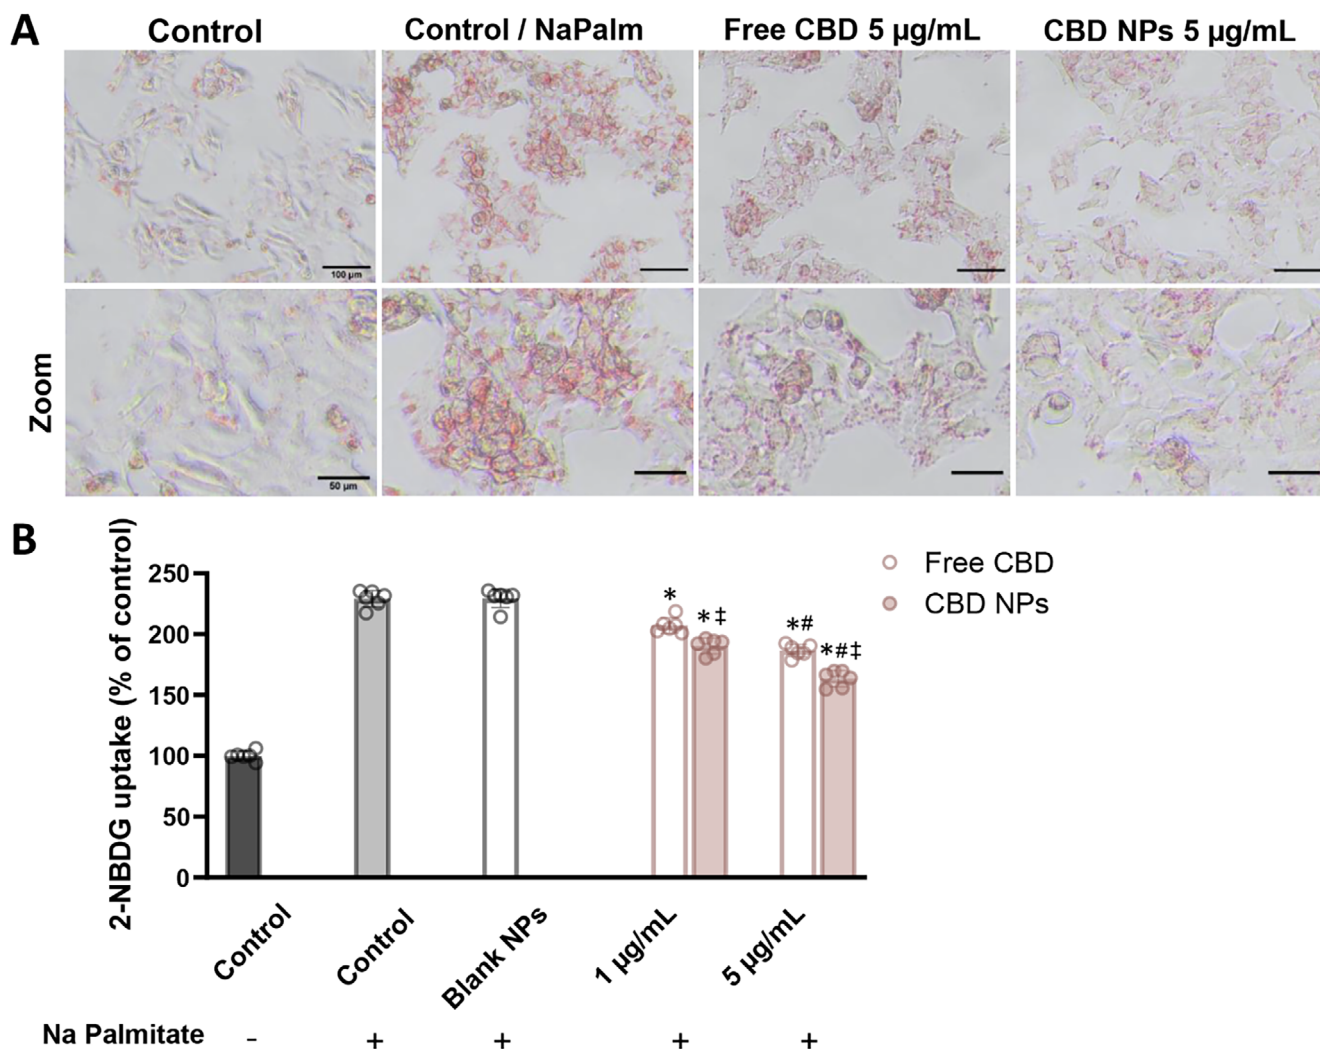 A
Control
Control / NaPalm
Free CBD 5 µg/mL
CBD NPs 5 µg/mL
100 µm
Zoom
50 µm
B
2-NBDG uptake (% of control)
250
200
150
100
50
0
*
*‡
*#
*#‡
Free CBD
CBD NPs
Control
Control
Blank NPs
1 µg/mL
5 µg/mL
Na Palmitate - + + + +